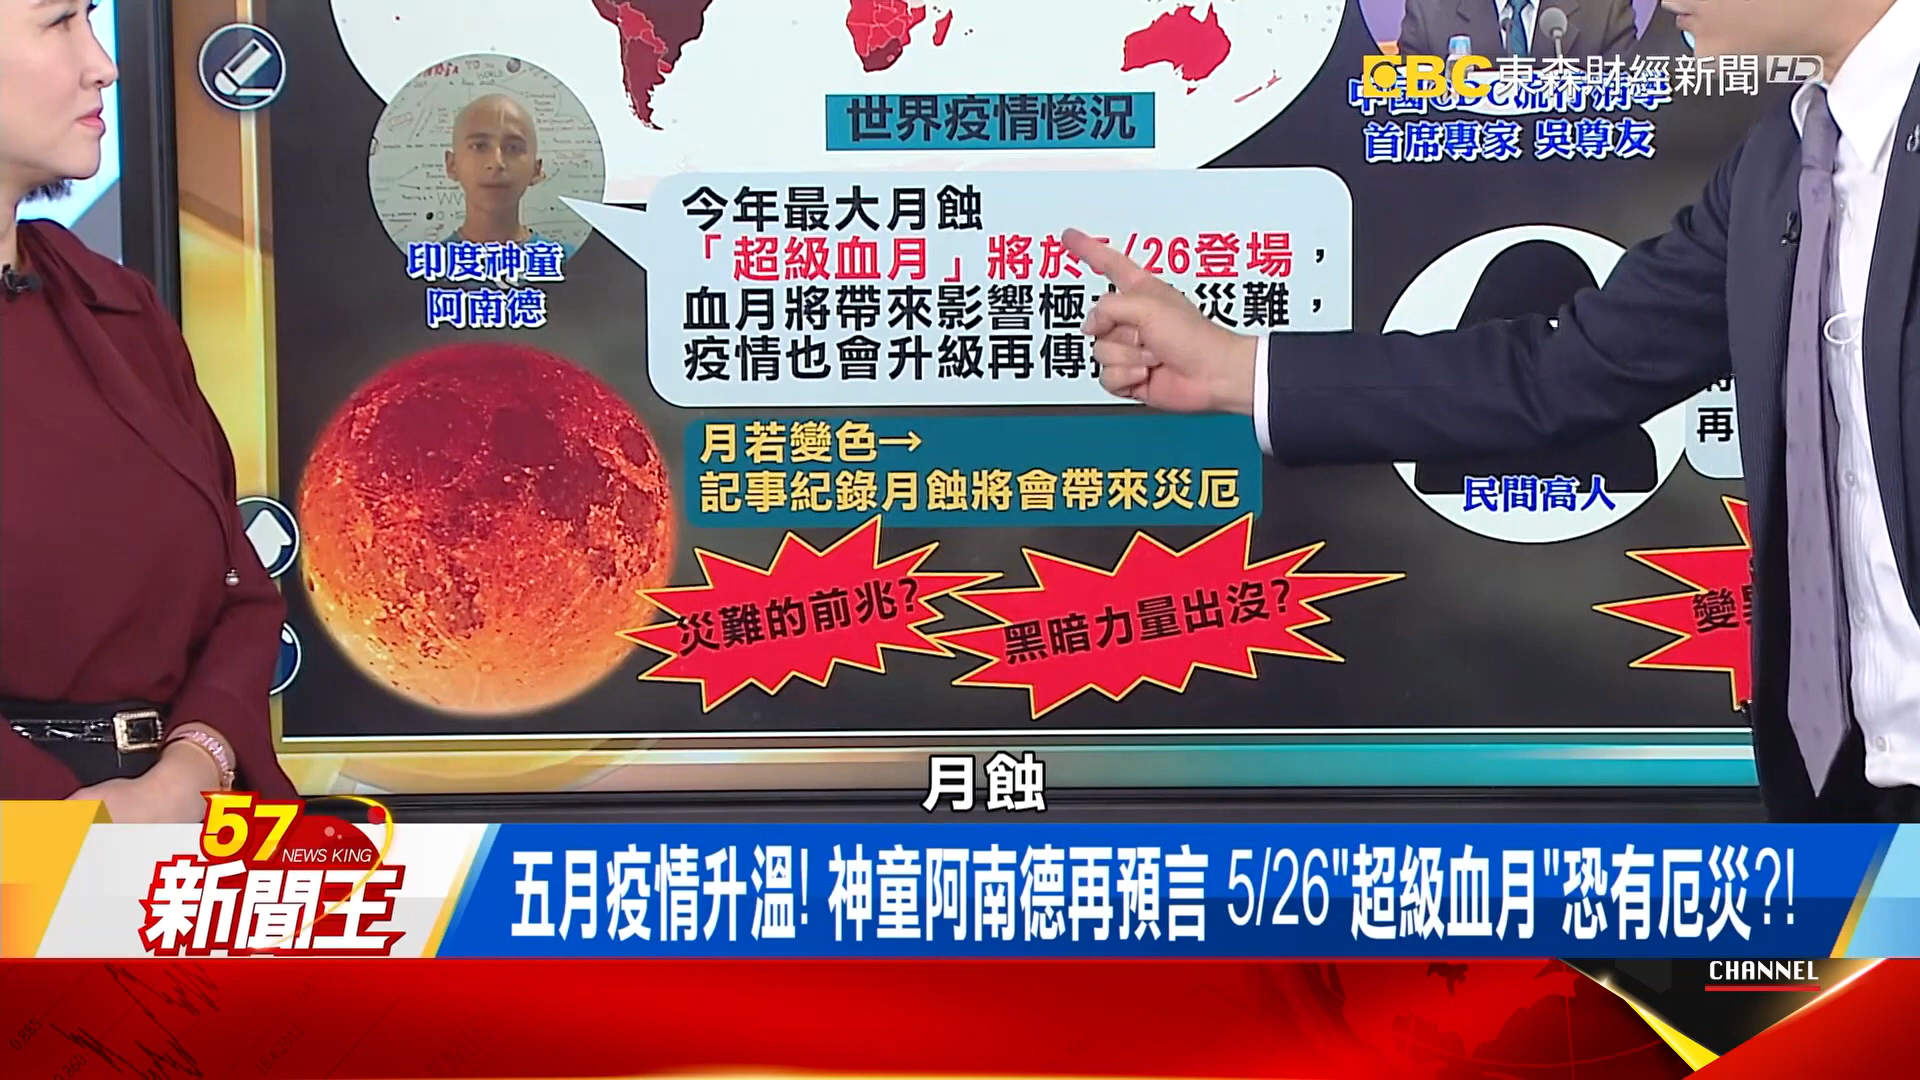 EBC東森財經新聞HD
世界疫情慘況
首席專家 吳尊友
今年最大月蝕
「超級血月」將於5/26登場，
血月將帶來影響極 災難，
疫情也會升級再傳
印度神童
阿南德
月若變色→
記事紀錄月蝕將會帶來災厄
再
民間高人
災難的前兆?
黑暗力量出沒?
變
月蝕
57
NEWS KING
新聞王
五月疫情升溫! 神童阿南德再預言 5/26"超級血月"恐有厄災?!
CHANNEL